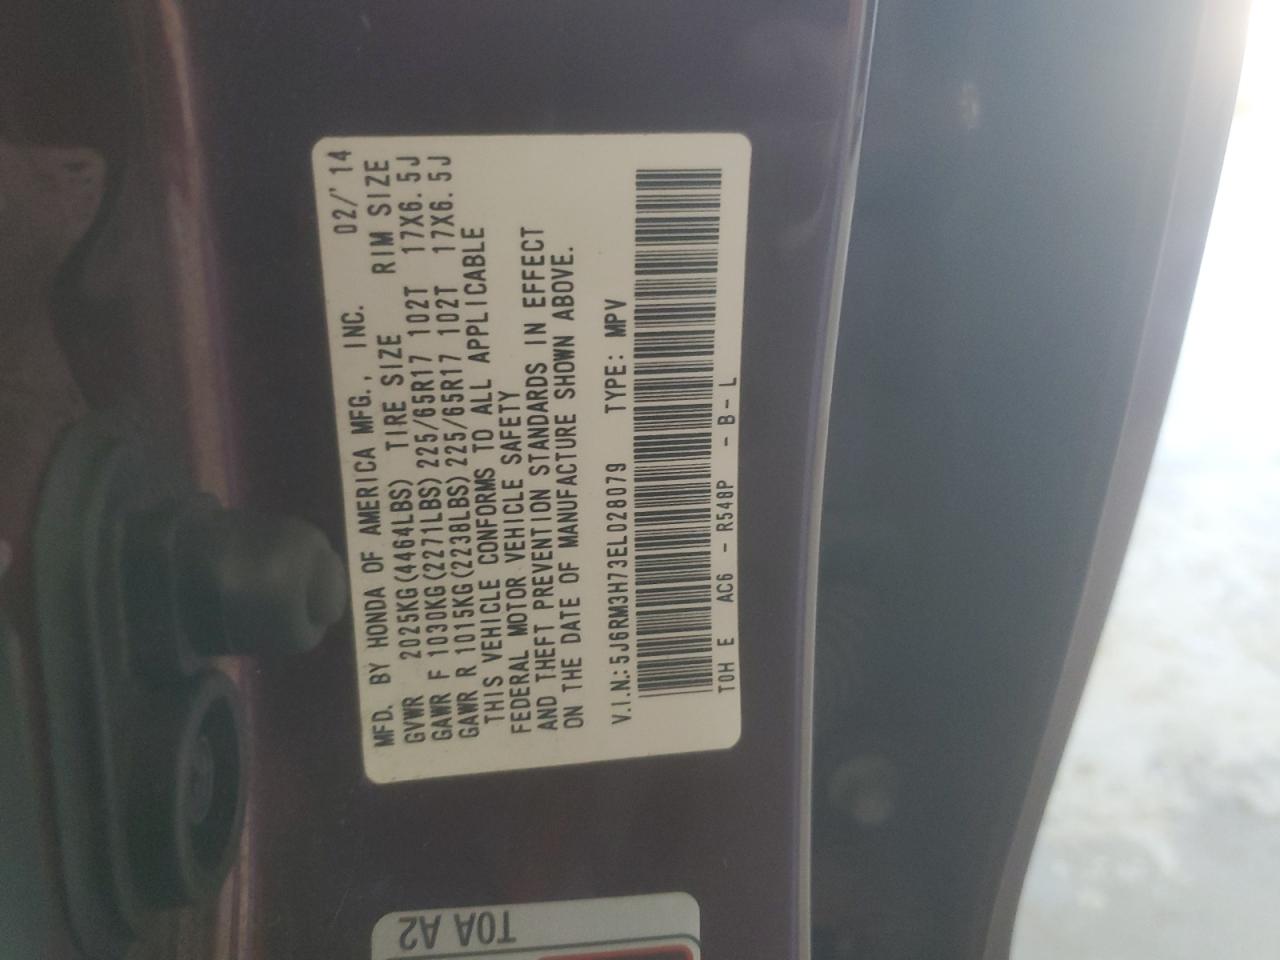 MFD. BY HONDA OF AMERICA MFG., INC. 02/'14
GVWR 2025KG(4464LBS) TIRE SIZE RIM SIZE
GAWR F 1030KG(2271LBS) 225/65R17 102T 17X6.5J
GAWR R 1015KG(2238LBS) 225/65R17 102T 17X6.5J
THIS VEHICLE CONFORMS TO ALL APPLICABLE
FEDERAL MOTOR VEHICLE SAFETY
AND THEFT PREVENTION STANDARDS IN EFFECT
ON THE DATE OF MANUFACTURE SHOWN ABOVE.
V.I.N.: 5J6RM3H73EL028079 TYPE: MPV
T0H E AC6 - R548P - B - L
T0A A2